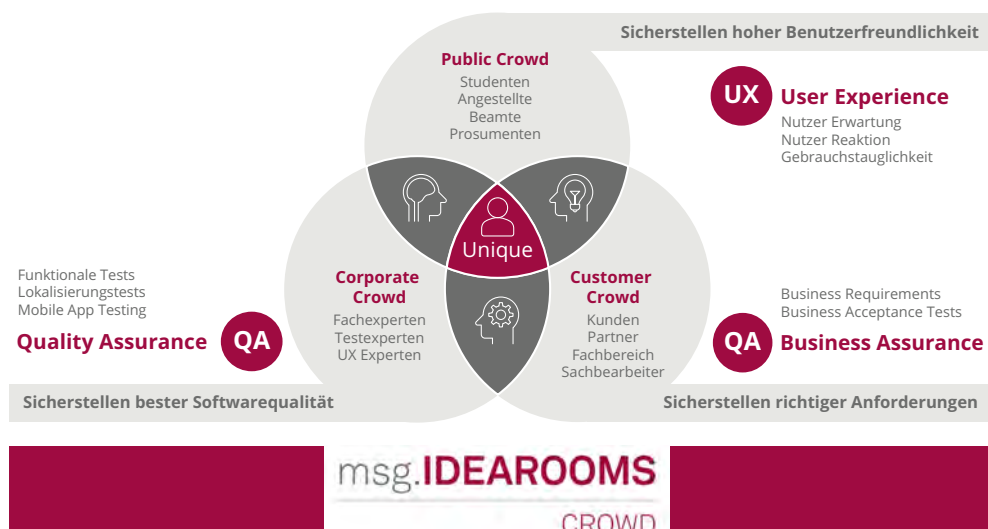 Sicherstellen hoher Benutzerfreundlichkeit
Public Crowd
Studenten
Angestellte
Beamte
Prosumenten
UX
User Experience
Nutzer Erwartung
Nutzer Reaktion
Gebrauchstauglichkeit
Unique
Funktionale Tests
Lokalisierungstests
Mobile App Testing
Quality Assurance
QA
Corporate
Crowd
Fachexperten
Testexperten
UX Experten
Customer
Crowd
Kunden
Partner
Fachbereich
Sachbearbeiter
Business Requirements
Business Acceptance Tests
QA
Business Assurance
Sicherstellen bester Softwarequalität
Sicherstellen richtiger Anforderungen
msg.IDEAROOMS
CROWD